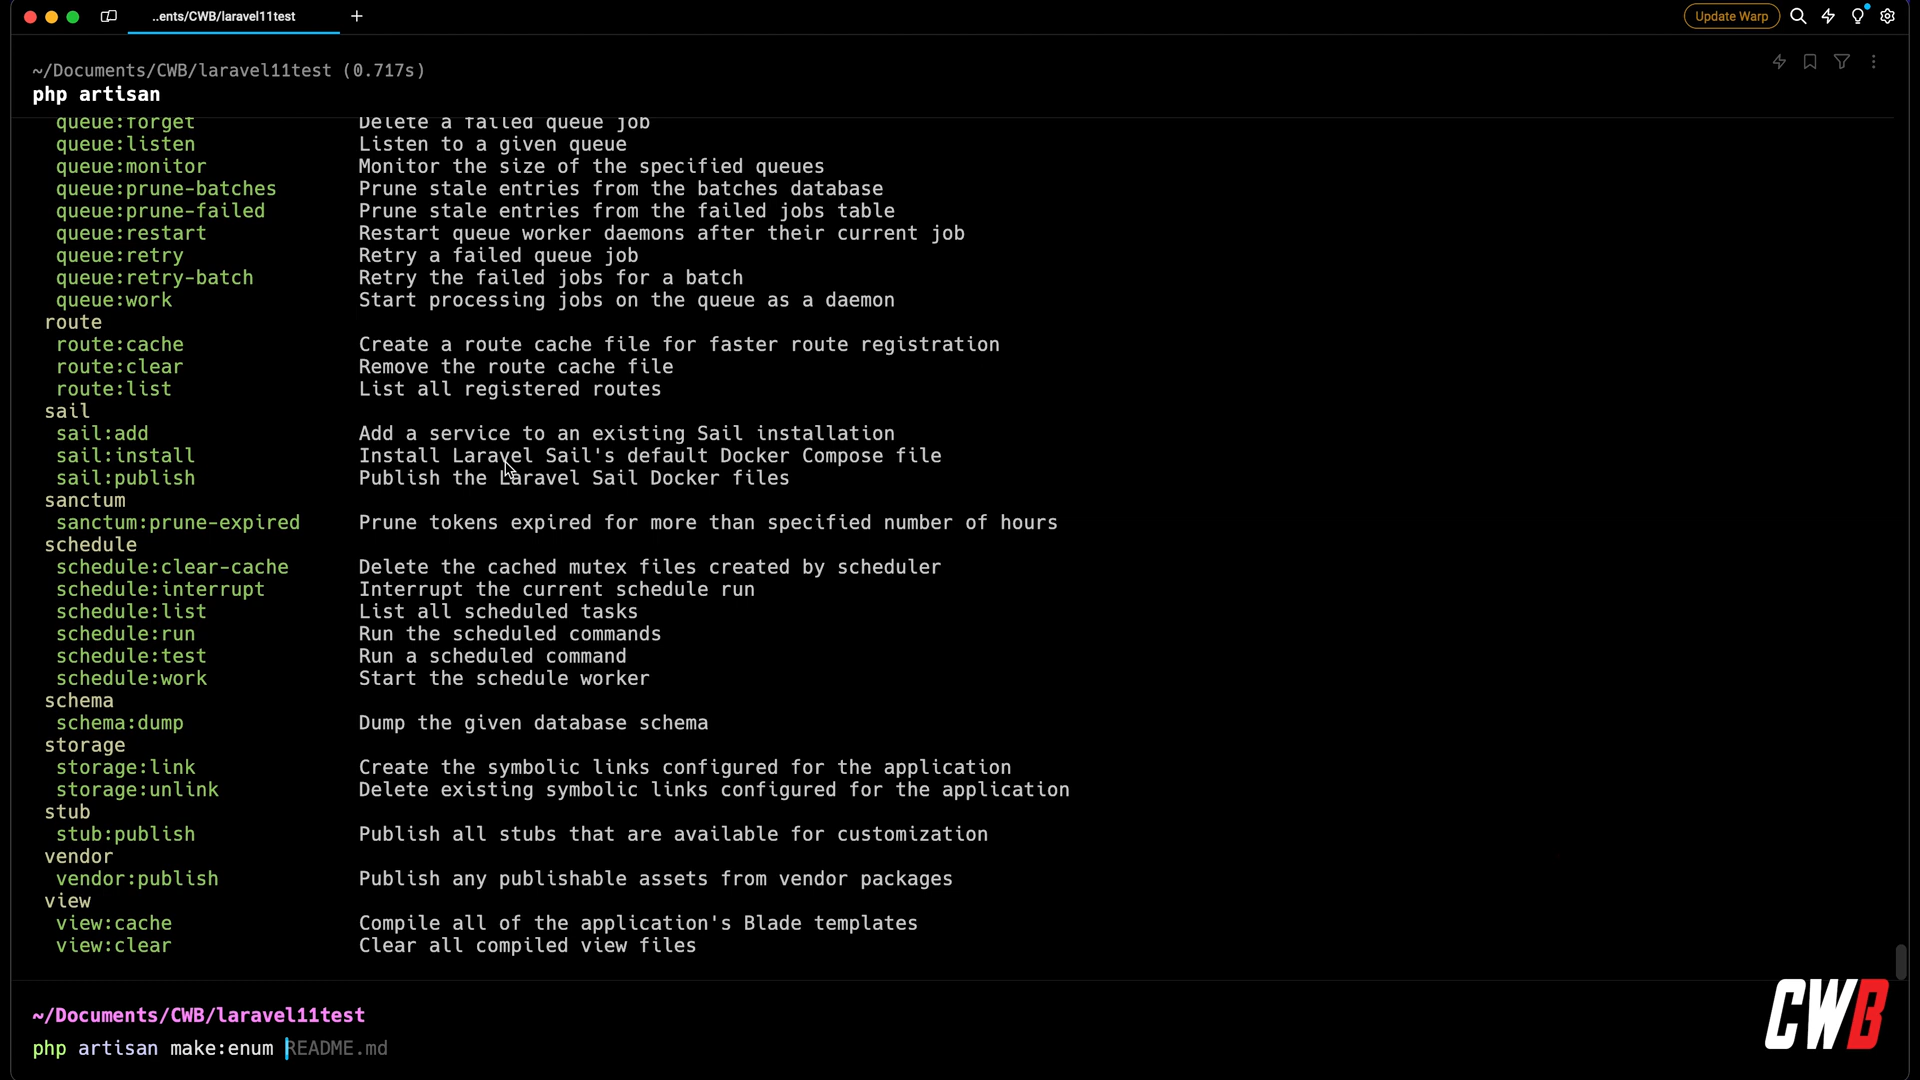 ..ents/CWB/laravel11test
+
Update Warp
~/Documents/CWB/laravel11test (0.717s)
php artisan
queue:forget Delete a failed queue job
queue:listen Listen to a given queue
queue:monitor Monitor the size of the specified queues
queue:prune-batches Prune stale entries from the batches database
queue:prune-failed Prune stale entries from the failed jobs table
queue:restart Restart queue worker daemons after their current job
queue:retry Retry a failed queue job
queue:retry-batch Retry the failed jobs for a batch
queue:work Start processing jobs on the queue as a daemon
route
route:cache Create a route cache file for faster route registration
route:clear Remove the route cache file
route:list List all registered routes
sail
sail:add Add a service to an existing Sail installation
sail:install Install Laravel Sail's default Docker Compose file
sail:publish Publish the Laravel Sail Docker files
sanctum
sanctum:prune-expired Prune tokens expired for more than specified number of hours
schedule
schedule:clear-cache Delete the cached mutex files created by scheduler
schedule:interrupt Interrupt the current schedule run
schedule:list List all scheduled tasks
schedule:run Run the scheduled commands
schedule:test Run a scheduled command
schedule:work Start the schedule worker
schema
schema:dump Dump the given database schema
storage
storage:link Create the symbolic links configured for the application
storage:unlink Delete existing symbolic links configured for the application
stub
stub:publish Publish all stubs that are available for customization
vendor
vendor:publish Publish any publishable assets from vendor packages
view
view:cache Compile all of the application's Blade templates
view:clear Clear all compiled view files
~/Documents/CWB/laravel11test
php artisan make:enum README.md
CWB